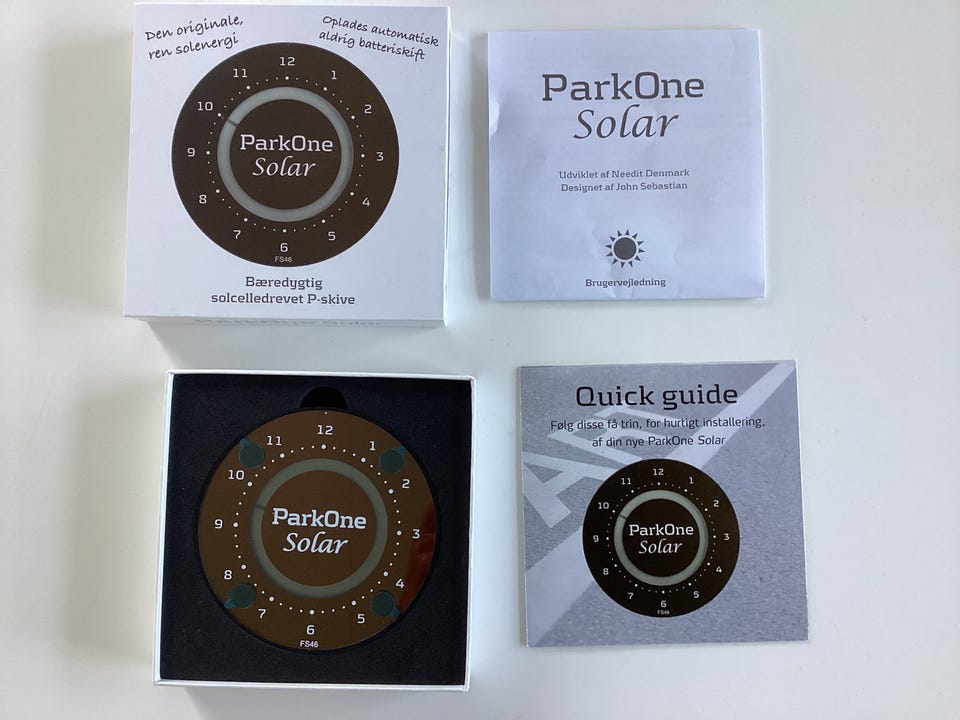 Den originale,
ren solenergi
Oplades automatisk
aldrig batteriskift
12
1
2
3
4
5
6
7
8
9
10
11
ParkOne
Solar
FS46
Bæredygtig
solcelledrevet P-skive
ParkOne Solar
ParkOne
Solar
Udviklet af Needit Denmark
Designet af John Sebastian
Brugervejledning
12
1
2
3
4
5
6
7
8
9
10
11
ParkOne
Solar
FS46
Quick guide
Følg disse få trin, for hurtigt installering,
af din nye ParkOne Solar
12
1
2
3
4
5
6
7
8
9
10
11
ParkOne
Solar
FS46